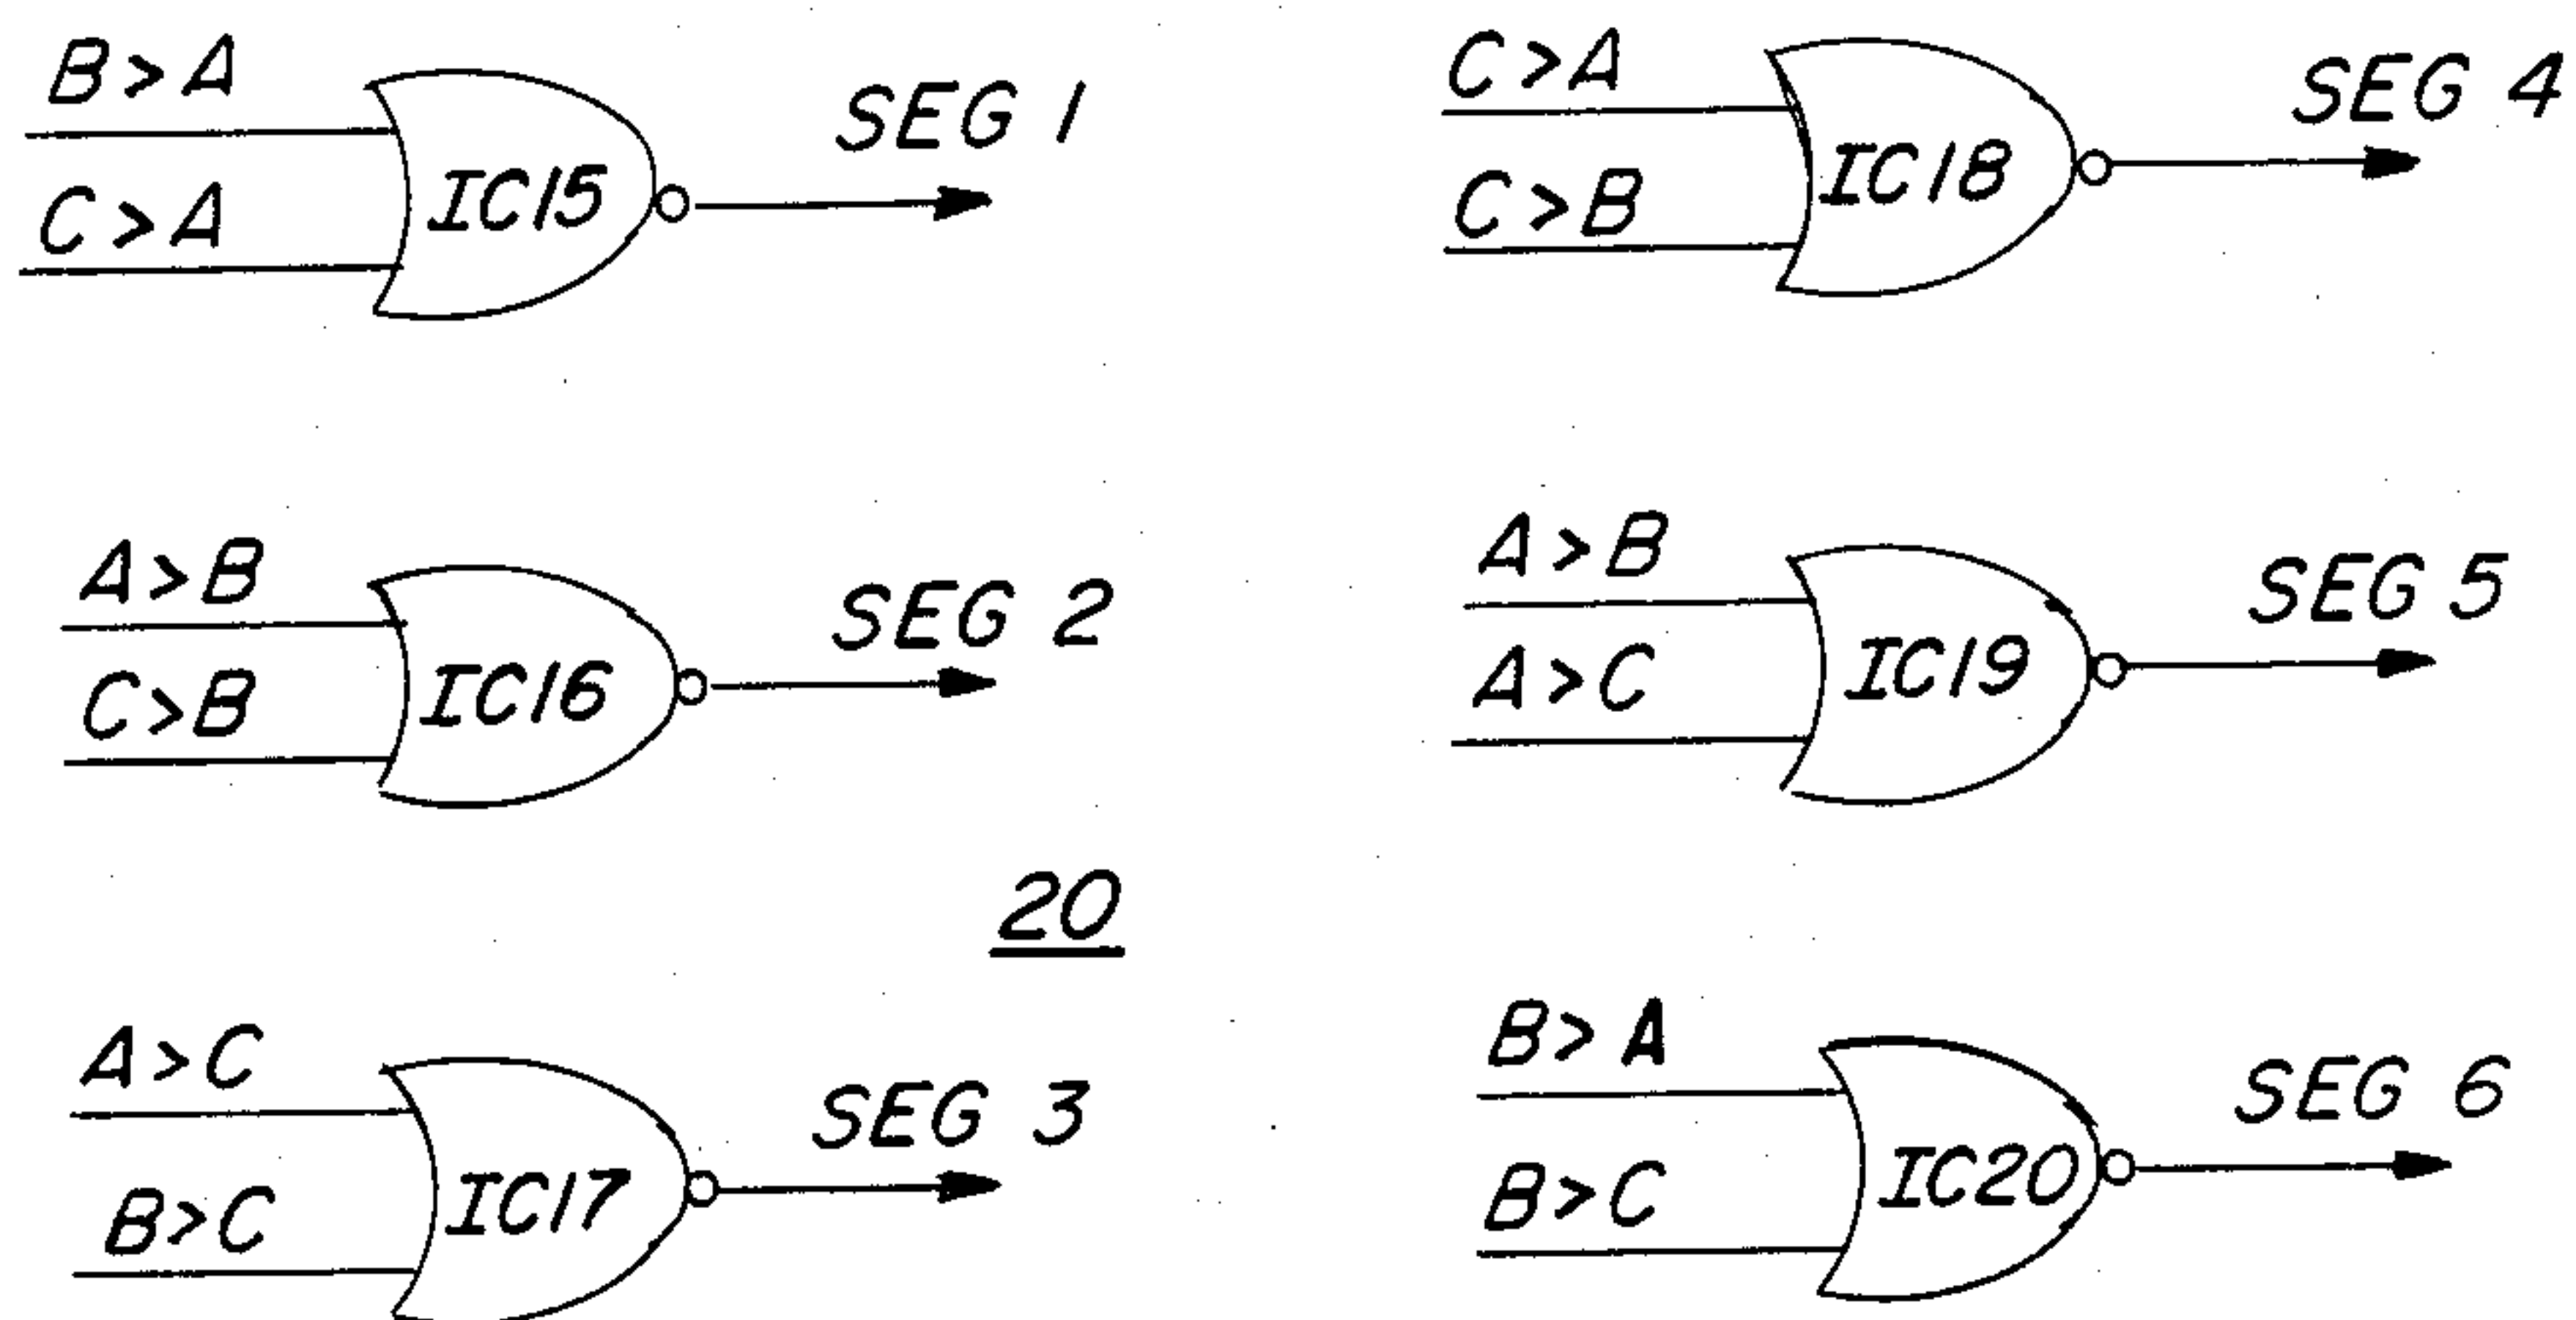 B>A
C>A
IC15
SEG 1
C>A
C>B
IC18
SEG 4
A>B
C>B
IC16
SEG 2
A>B
A>C
IC19
SEG 5
20
A>C
B>C
IC17
SEG 3
B>A
B>C
IC20
SEG 6